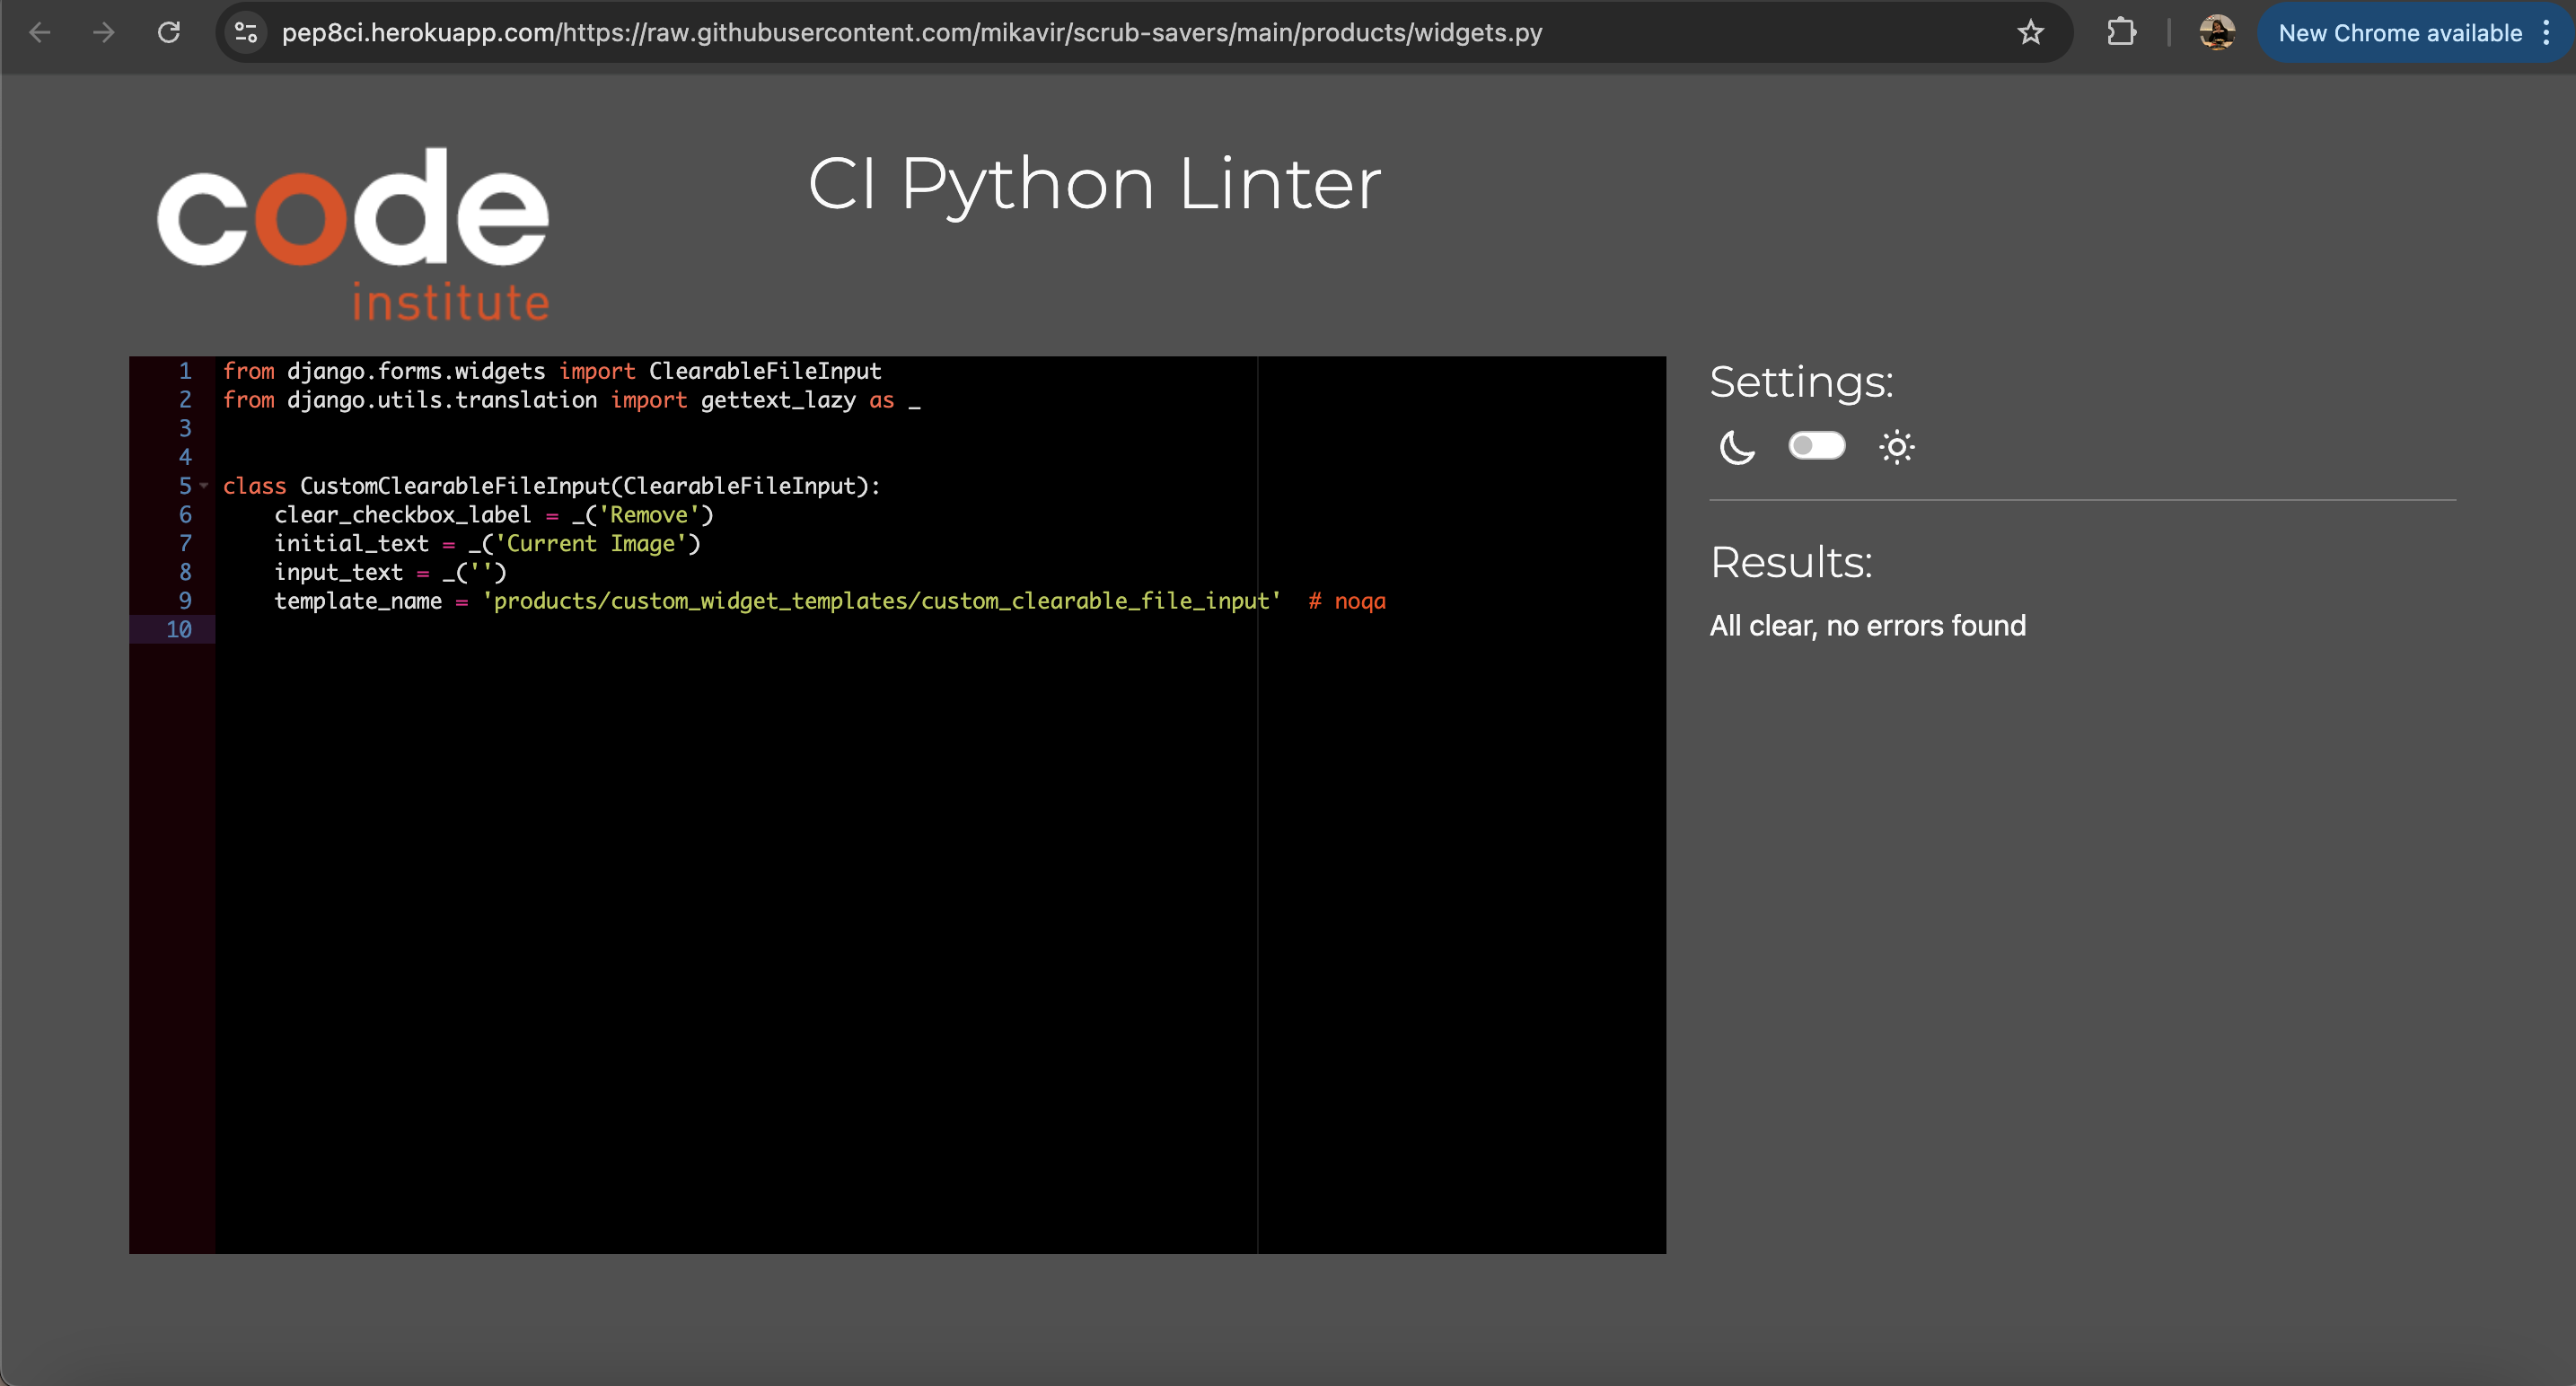 pep8ci.herokuapp.com/https://raw.githubusercontent.com/mikavir/scrub-savers/main/products/widgets.py
New Chrome available
code
institute
CI Python Linter
1 from django.forms.widgets import ClearableFileInput
2 from django.utils.translation import gettext_lazy as _
3
4
5 class CustomClearableFileInput(ClearableFileInput):
6     clear_checkbox_label = _('Remove')
7     initial_text = _('Current Image')
8     input_text = _('')
9     template_name = 'products/custom_widget_templates/custom_clearable_file_input'  # noqa
10
Settings:
Results:
All clear, no errors found